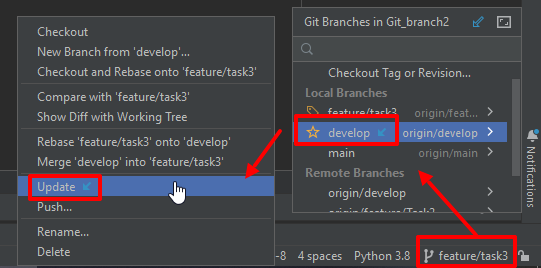 Checkout
New Branch from 'develop'...
Checkout and Rebase onto 'feature/task3'
Compare with 'feature/task3'
Show Diff with Working Tree
Rebase 'feature/task3' onto 'develop'
Merge 'develop' into 'feature/task3'
Update
Push...
Rename...
Delete
Git Branches in Git_branch2
Checkout Tag or Revision...
Local Branches
feature/task3 origin/feat...
develop origin/develop
main origin/main
Remote Branches
origin/develop
origin/feature/Task2
Notifications
-8 4 spaces Python 3.8 feature/task3